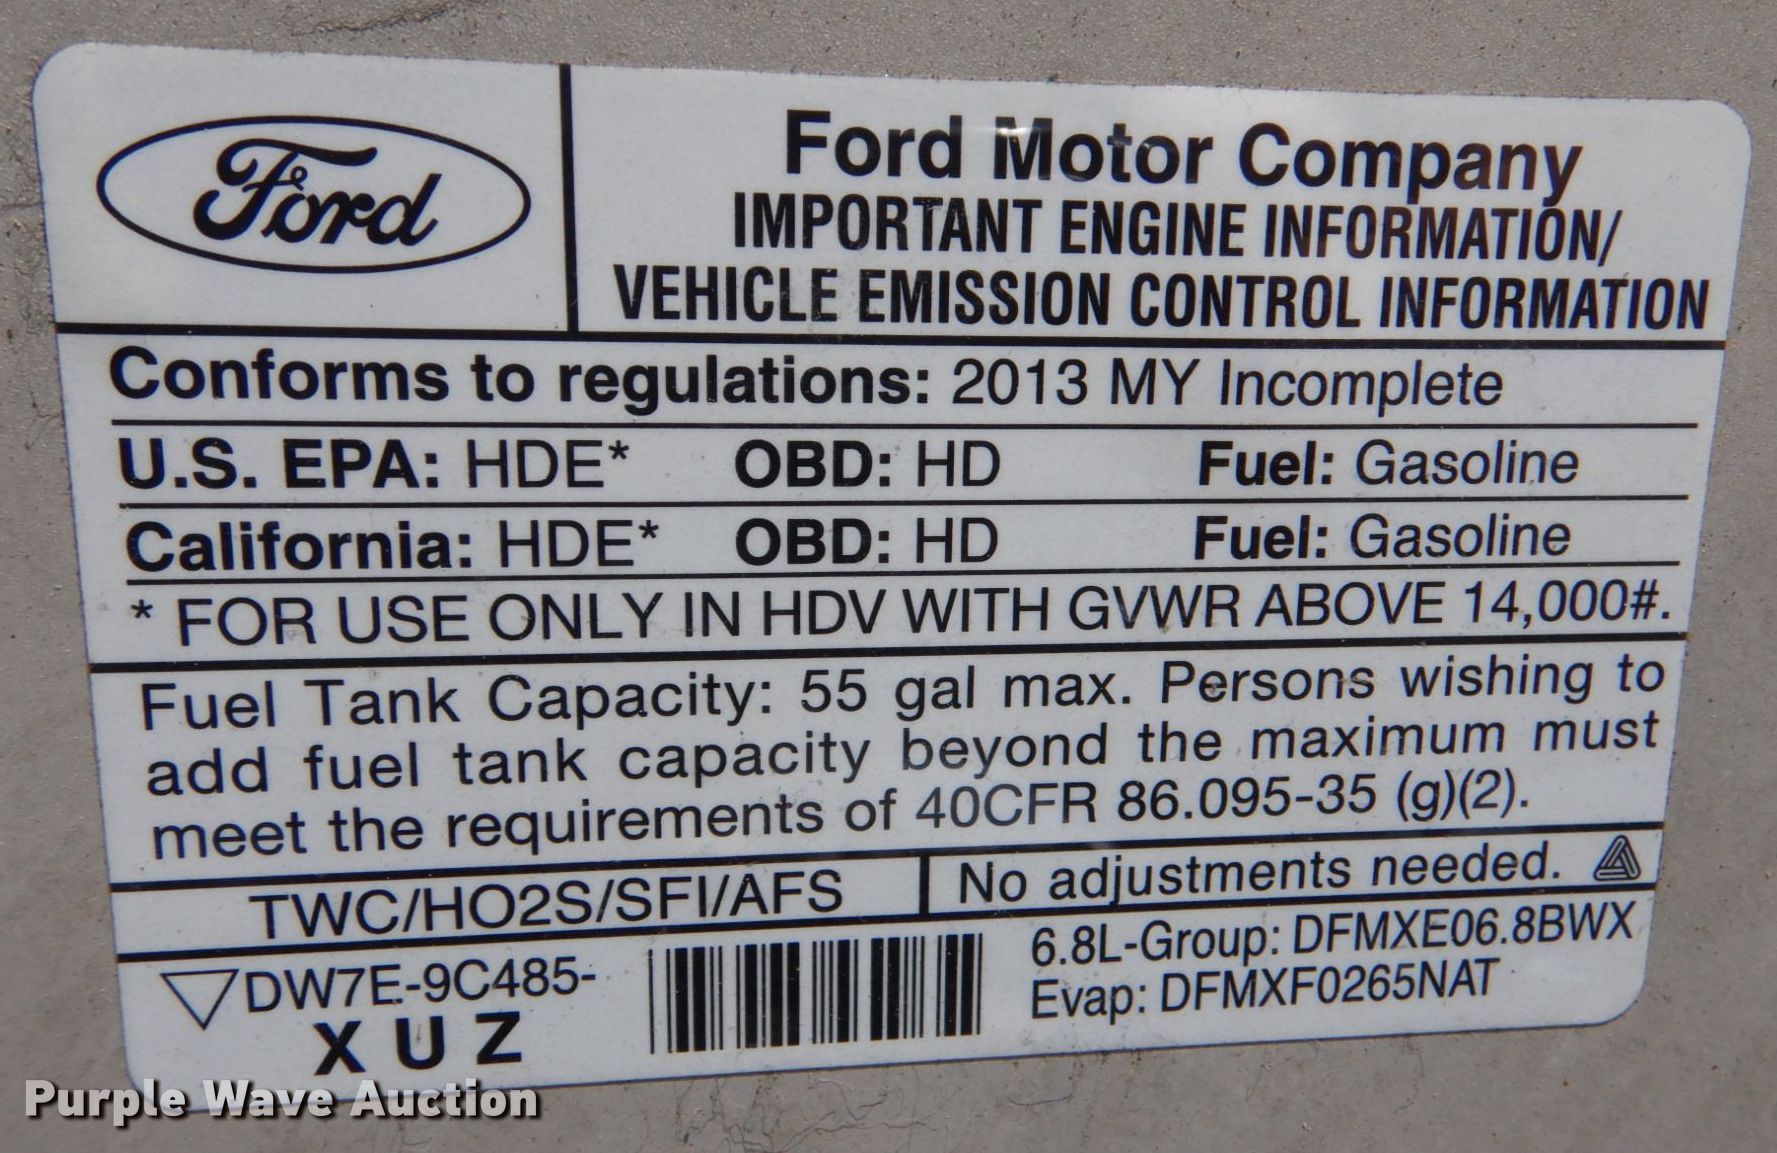 Ford
Ford Motor Company
IMPORTANT ENGINE INFORMATION/
VEHICLE EMISSION CONTROL INFORMATION
Conforms to regulations: 2013 MY Incomplete
U.S. EPA: HDE* OBD: HD Fuel: Gasoline
California: HDE* OBD: HD Fuel: Gasoline
* FOR USE ONLY IN HDV WITH GVWR ABOVE 14,000#.
Fuel Tank Capacity: 55 gal max. Persons wishing to
add fuel tank capacity beyond the maximum must
meet the requirements of 40CFR 86.095-35 (g)(2).
TWC/HO2S/SFI/AFS
No adjustments needed.
DW7E-9C485-
XUZ
6.8L-Group: DFMXE06.8BWX
Evap: DFMXF0265NAT
Purple Wave Auction